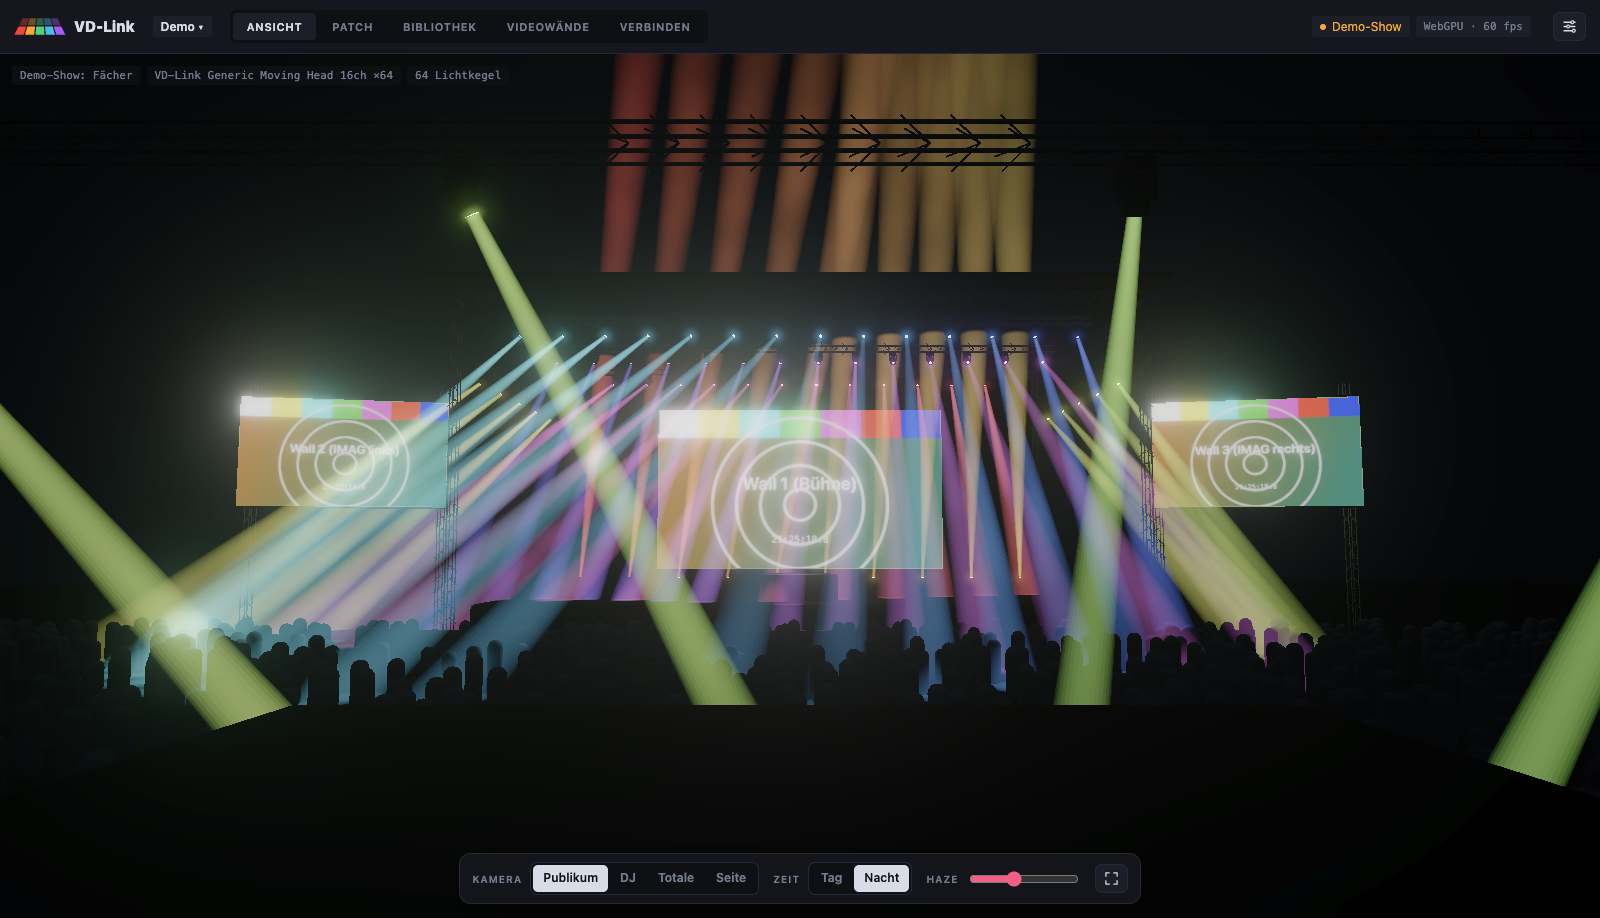 VD-Link Demo ▾ ANSICHT PATCH BIBLIOTHEK VIDEOWÄNDE VERBINDEN Demo-Show WebGPU · 60 fps
Demo-Show: Fächer VD-Link Generic Moving Head 16ch ×64 64 Lichtkegel
Wall 2 (IMAG links)
Wall 1 (Bühne)
Wall 3 (IMAG rechts)
KAMERA Publikum DJ Totale Seite ZEIT Tag Nacht HAZE